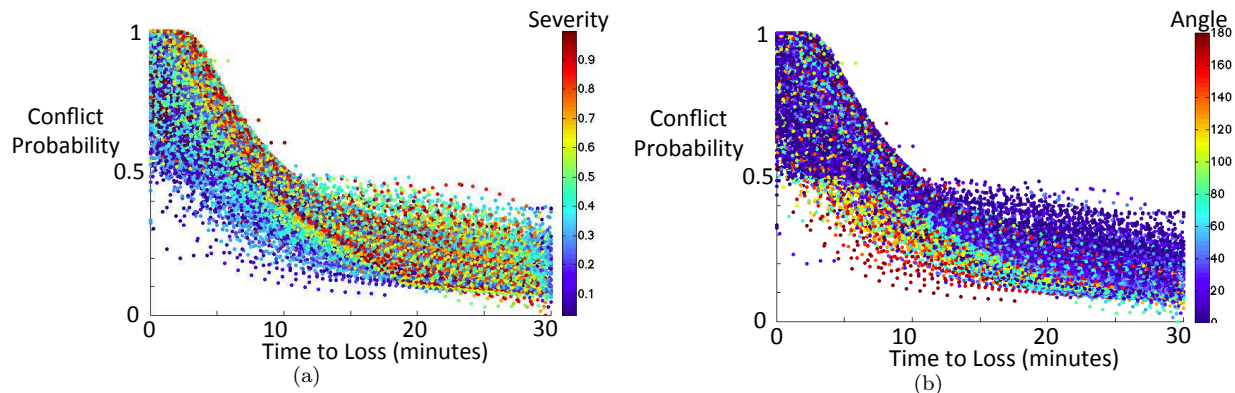 Severity
1
0.5
0
Conflict
Probability
0.9
0.8
0.7
0.6
0.5
0.4
0.3
0.2
0.1
0 10 20 30
Time to Loss (minutes)
(a)
Angle
1
0.5
0
Conflict
Probability
180
160
140
120
100
80
60
40
20
0
0 10 20 30
Time to Loss (minutes)
(b)